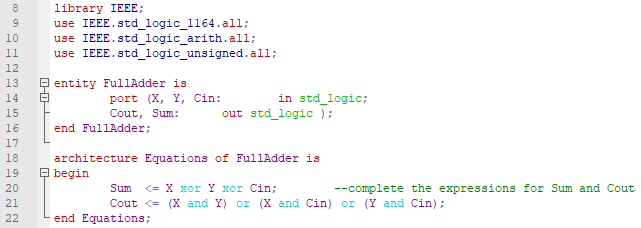 8 library IEEE;
9 use IEEE.std_logic_1164.all;
10 use IEEE.std_logic_arith.all;
11 use IEEE.std_logic_unsigned.all;
12
13 entity FullAdder is
14 port (X, Y, Cin: in std_logic;
15 Cout, Sum: out std_logic );
16 end FullAdder;
17
18 architecture Equations of FullAdder is
19 begin
20 Sum <= X xor Y xor Cin; --complete the expressions for Sum and Cout
21 Cout <= (X and Y) or (X and Cin) or (Y and Cin);
22 end Equations;